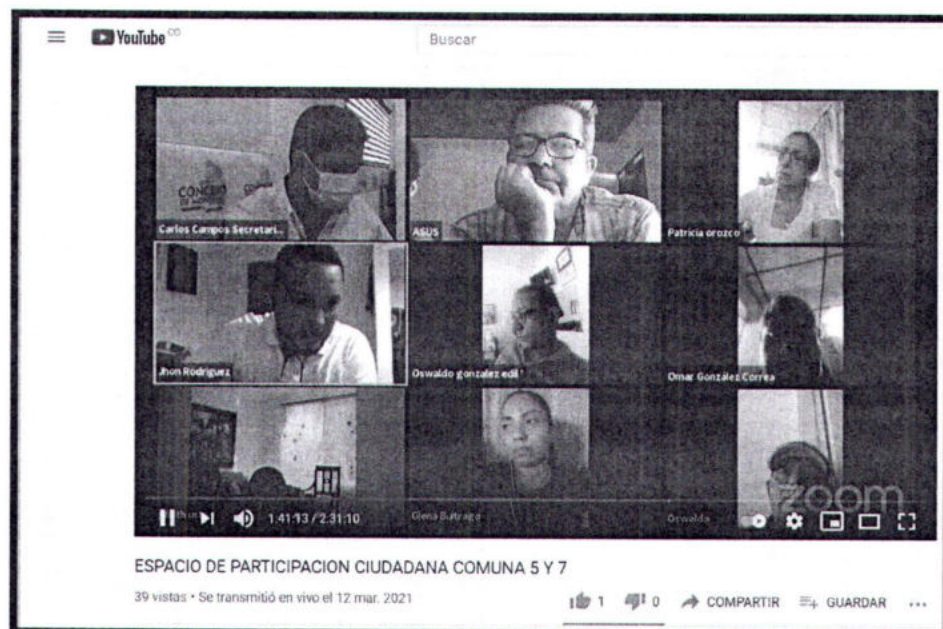 YouTube CO
Buscar
CONCEJO
Carlos Campos Secretari...
ASUS
Patricia orozco
Jhon Rodriguez
Oswaldo gonzalez edil
Omar González Correa
zoom
1:41:13 / 2:31:10
Glena Buitrago
Oswaldo
ESPACIO DE PARTICIPACION CIUDADANA COMUNA 5 Y 7
39 vistas • Se transmitió en vivo el 12 mar. 2021
1
0
COMPARTIR
GUARDAR